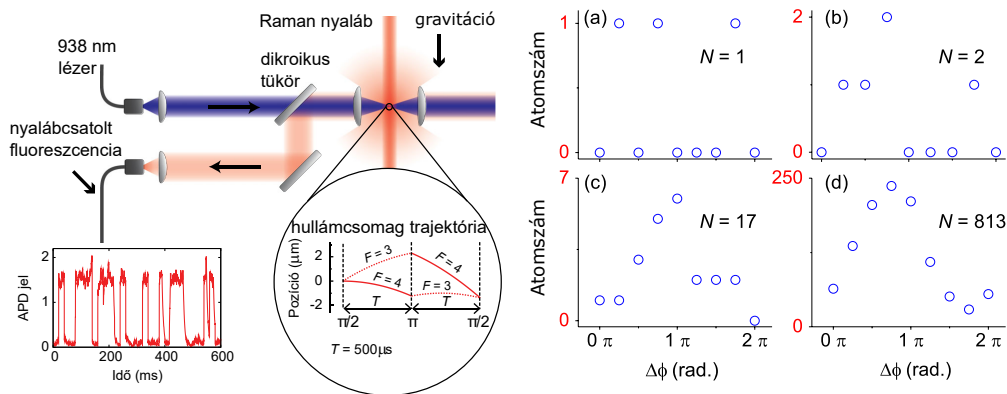 Raman nyaláb
gravitáció
938 nm
lézer
dikroikus
tükör
nyalábcsatolt
fluoreszcencia
hullámcsomag trajektória
Pozíció (µm)
2
0
-2
F = 3
F = 4
F = 4
F = 3
T
T
π/2
π
π/2
T = 500µs
APD jel
2
1
0
0
200
400
600
Idő (ms)
Atomszám
1
0
(a)
N = 1
2
0
(b)
N = 2
Atomszám
7
0
(c)
N = 17
0 π
1 π
2 π
Δϕ (rad.)
250
0
(d)
N = 813
0 π
1 π
2 π
Δϕ (rad.)